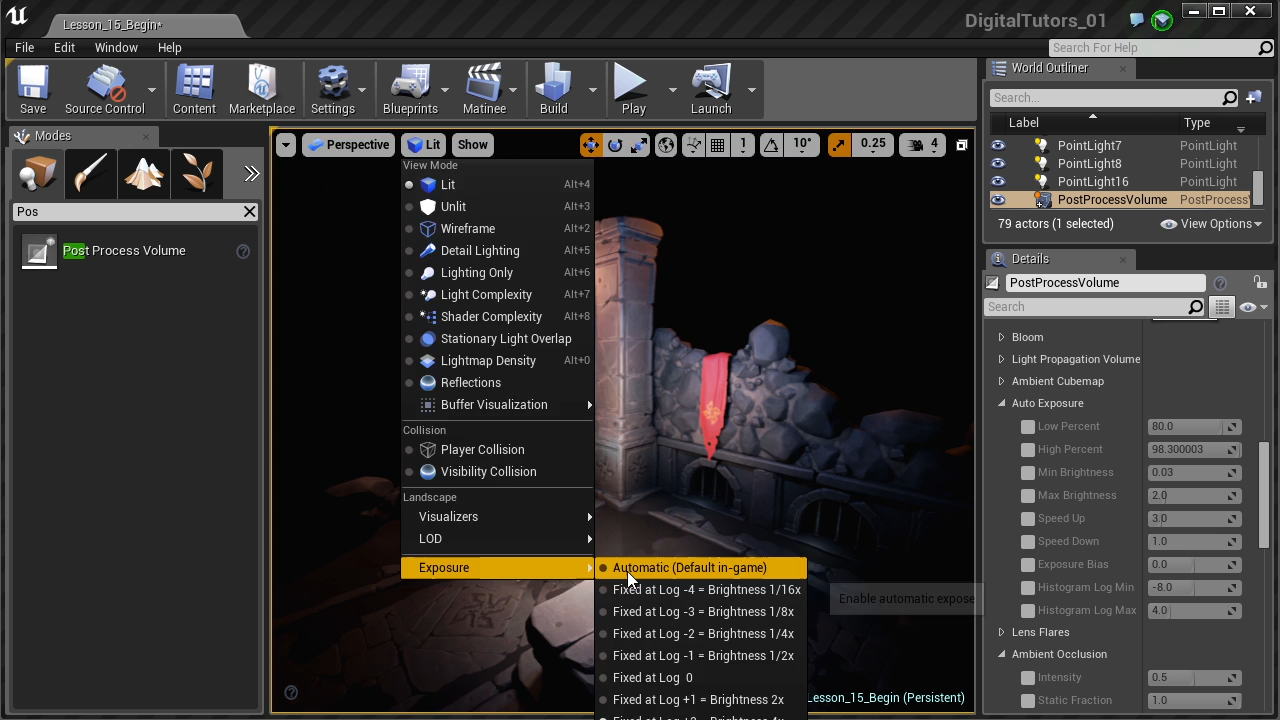 Lesson_15_Begin*
DigitalTutors_01
File Edit Window Help
Search For Help
Save Source Control Content Marketplace Settings Blueprints Matinee Build Play Launch
Modes
Pos
Post Process Volume
Perspective Lit Show
10° 0.25 4
View Mode
Lit Alt+4
Unlit Alt+3
Wireframe Alt+2
Detail Lighting Alt+5
Lighting Only Alt+6
Light Complexity Alt+7
Shader Complexity Alt+8
Stationary Light Overlap
Lightmap Density Alt+0
Reflections
Buffer Visualization
Collision
Player Collision
Visibility Collision
Landscape
Visualizers
LOD
Exposure
Automatic (Default in-game)
Fixed at Log -4 = Brightness 1/16x
Fixed at Log -3 = Brightness 1/8x
Fixed at Log -2 = Brightness 1/4x
Fixed at Log -1 = Brightness 1/2x
Fixed at Log 0
Fixed at Log +1 = Brightness 2x
Enable automatic expose
Lesson_15_Begin (Persistent)
World Outliner
Search...
Label Type
PointLight7 PointLight
PointLight8 PointLight
PointLight16 PointLight
PostProcessVolume PostProcessV
79 actors (1 selected) View Options
Details
PostProcessVolume
Search
Bloom
Light Propagation Volume
Ambient Cubemap
Auto Exposure
Low Percent 80.0
High Percent 98.300003
Min Brightness 0.03
Max Brightness 2.0
Speed Up 3.0
Speed Down 1.0
Exposure Bias 0.0
Histogram Log Min -8.0
Histogram Log Max 4.0
Lens Flares
Ambient Occlusion
Intensity 0.5
Static Fraction 1.0